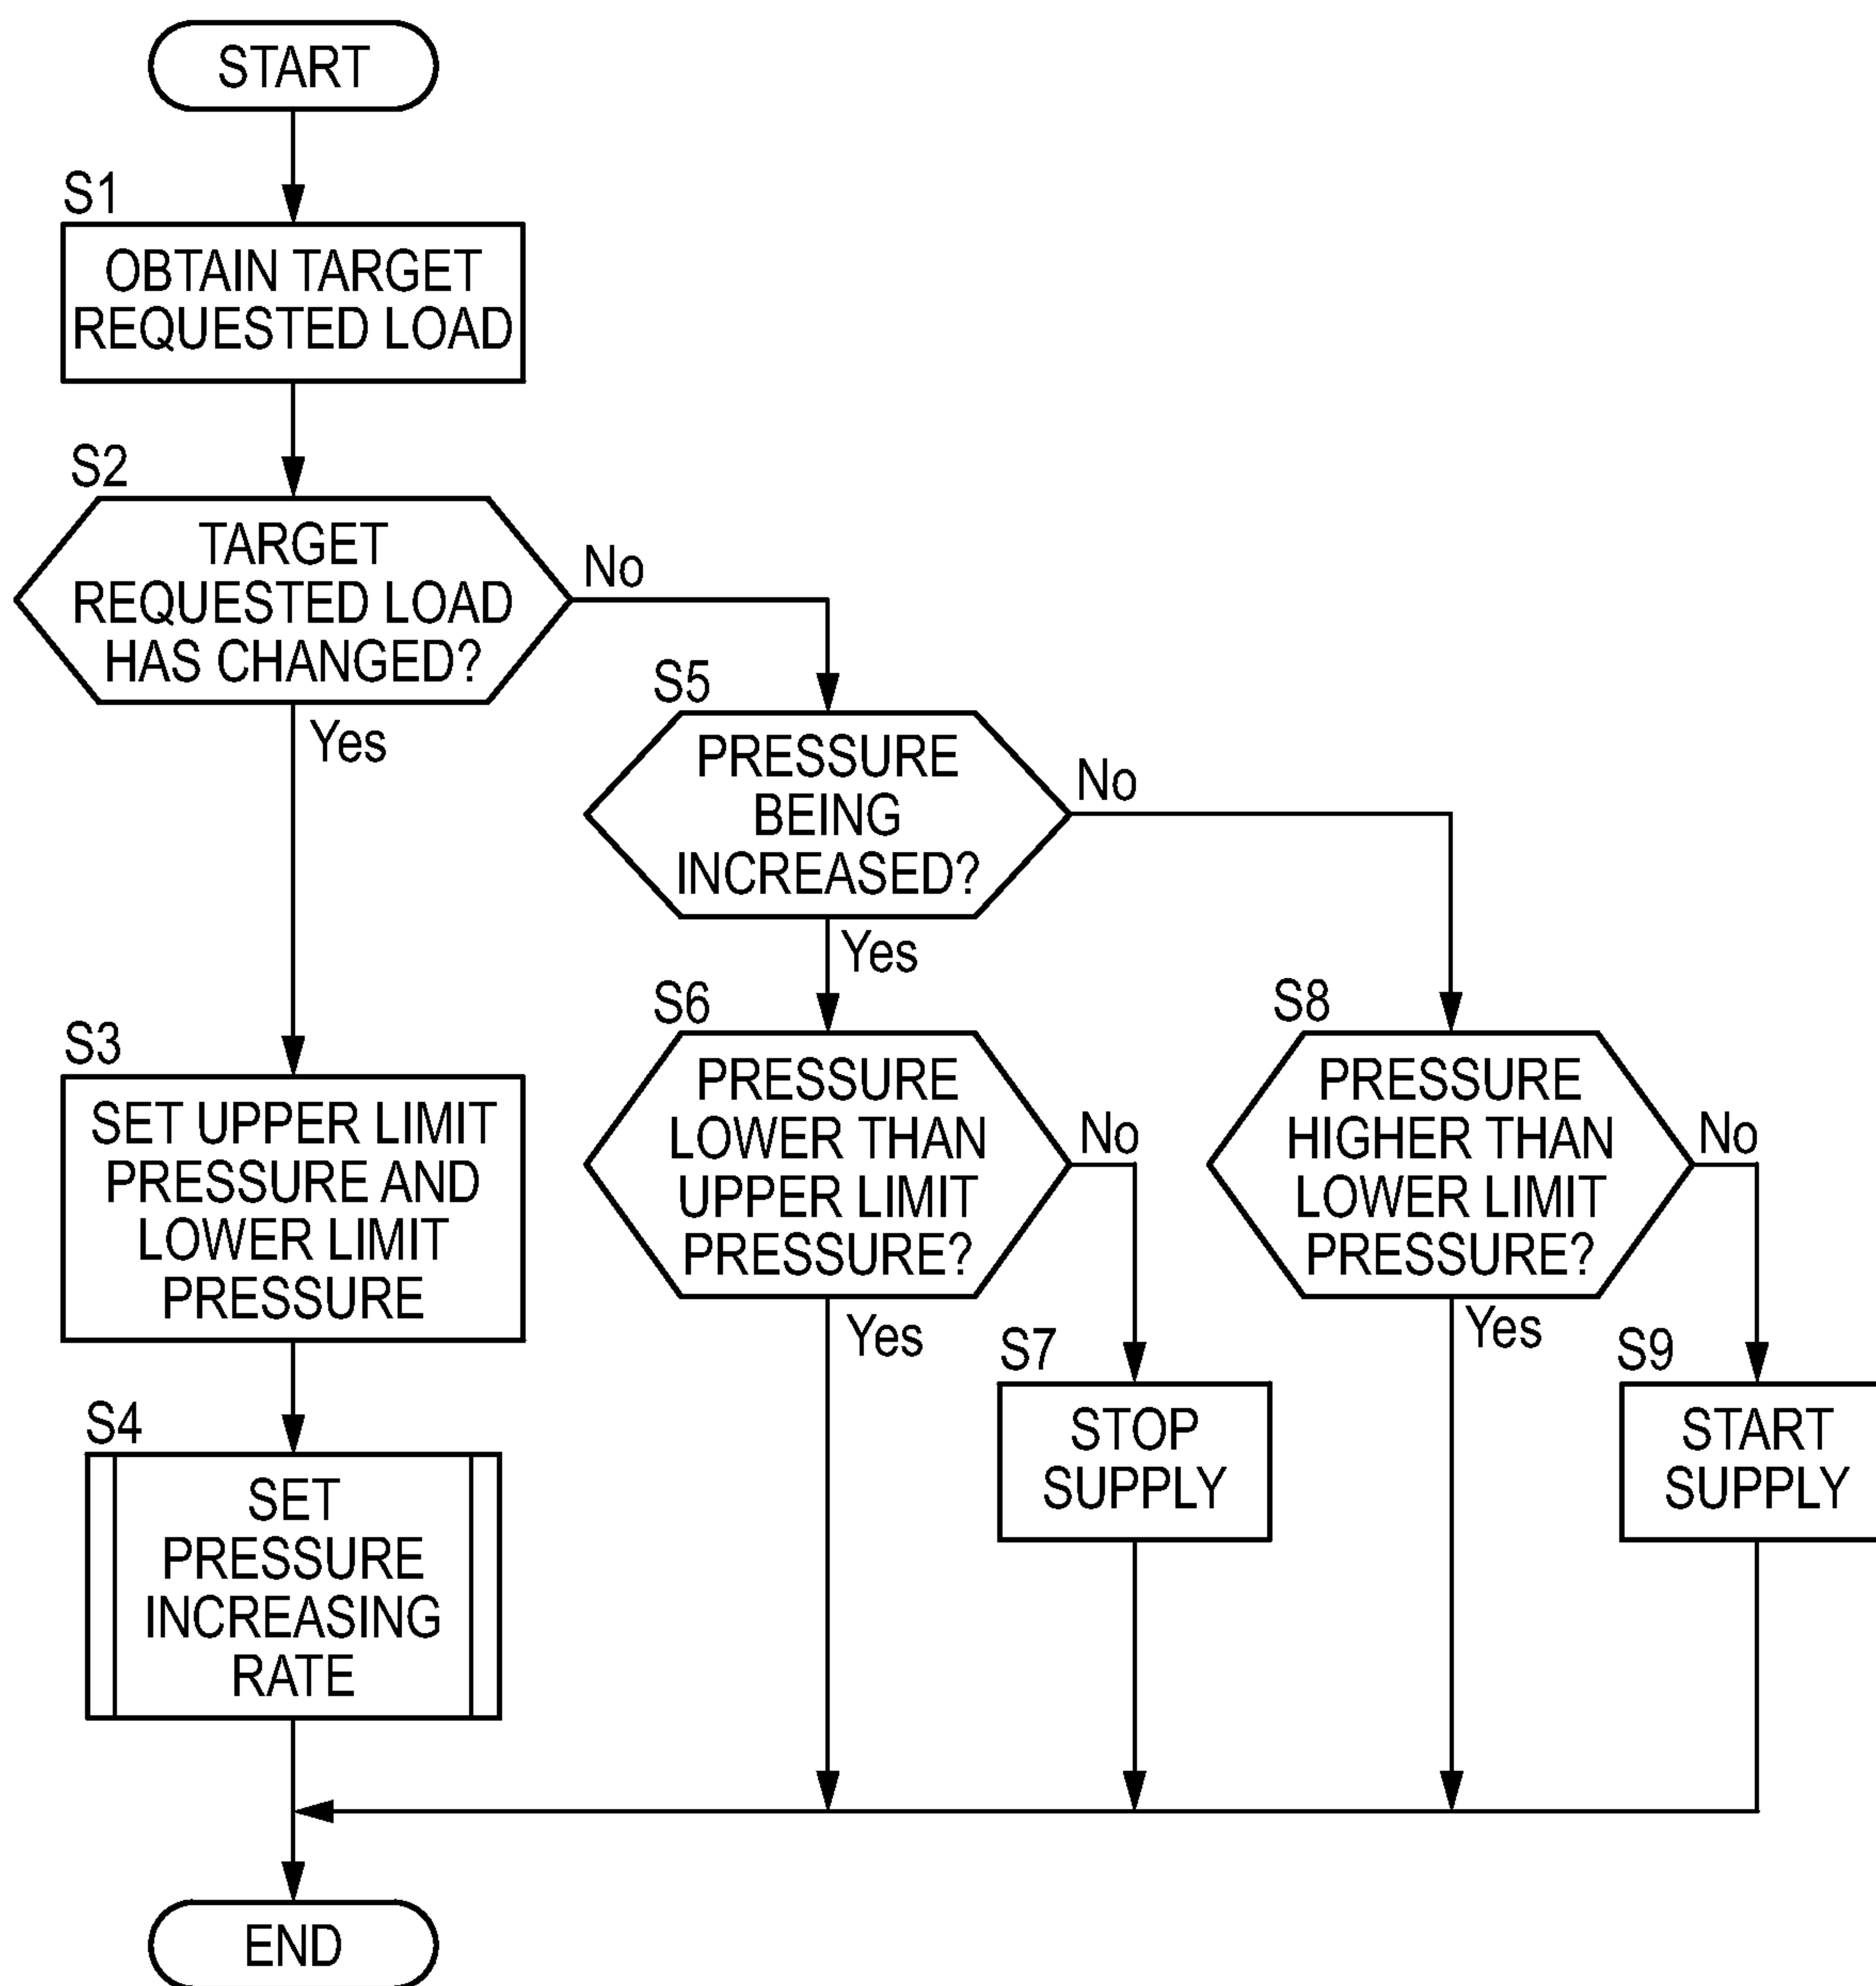 START
S1
OBTAIN TARGET
REQUESTED LOAD
S2
TARGET
REQUESTED LOAD
HAS CHANGED?
No
Yes
S3
SET UPPER LIMIT
PRESSURE AND
LOWER LIMIT
PRESSURE
S4
SET
PRESSURE
INCREASING
RATE
S5
PRESSURE
BEING
INCREASED?
No
Yes
S6
PRESSURE
LOWER THAN
UPPER LIMIT
PRESSURE?
No
Yes
S7
STOP
SUPPLY
S8
PRESSURE
HIGHER THAN
LOWER LIMIT
PRESSURE?
No
Yes
S9
START
SUPPLY
END